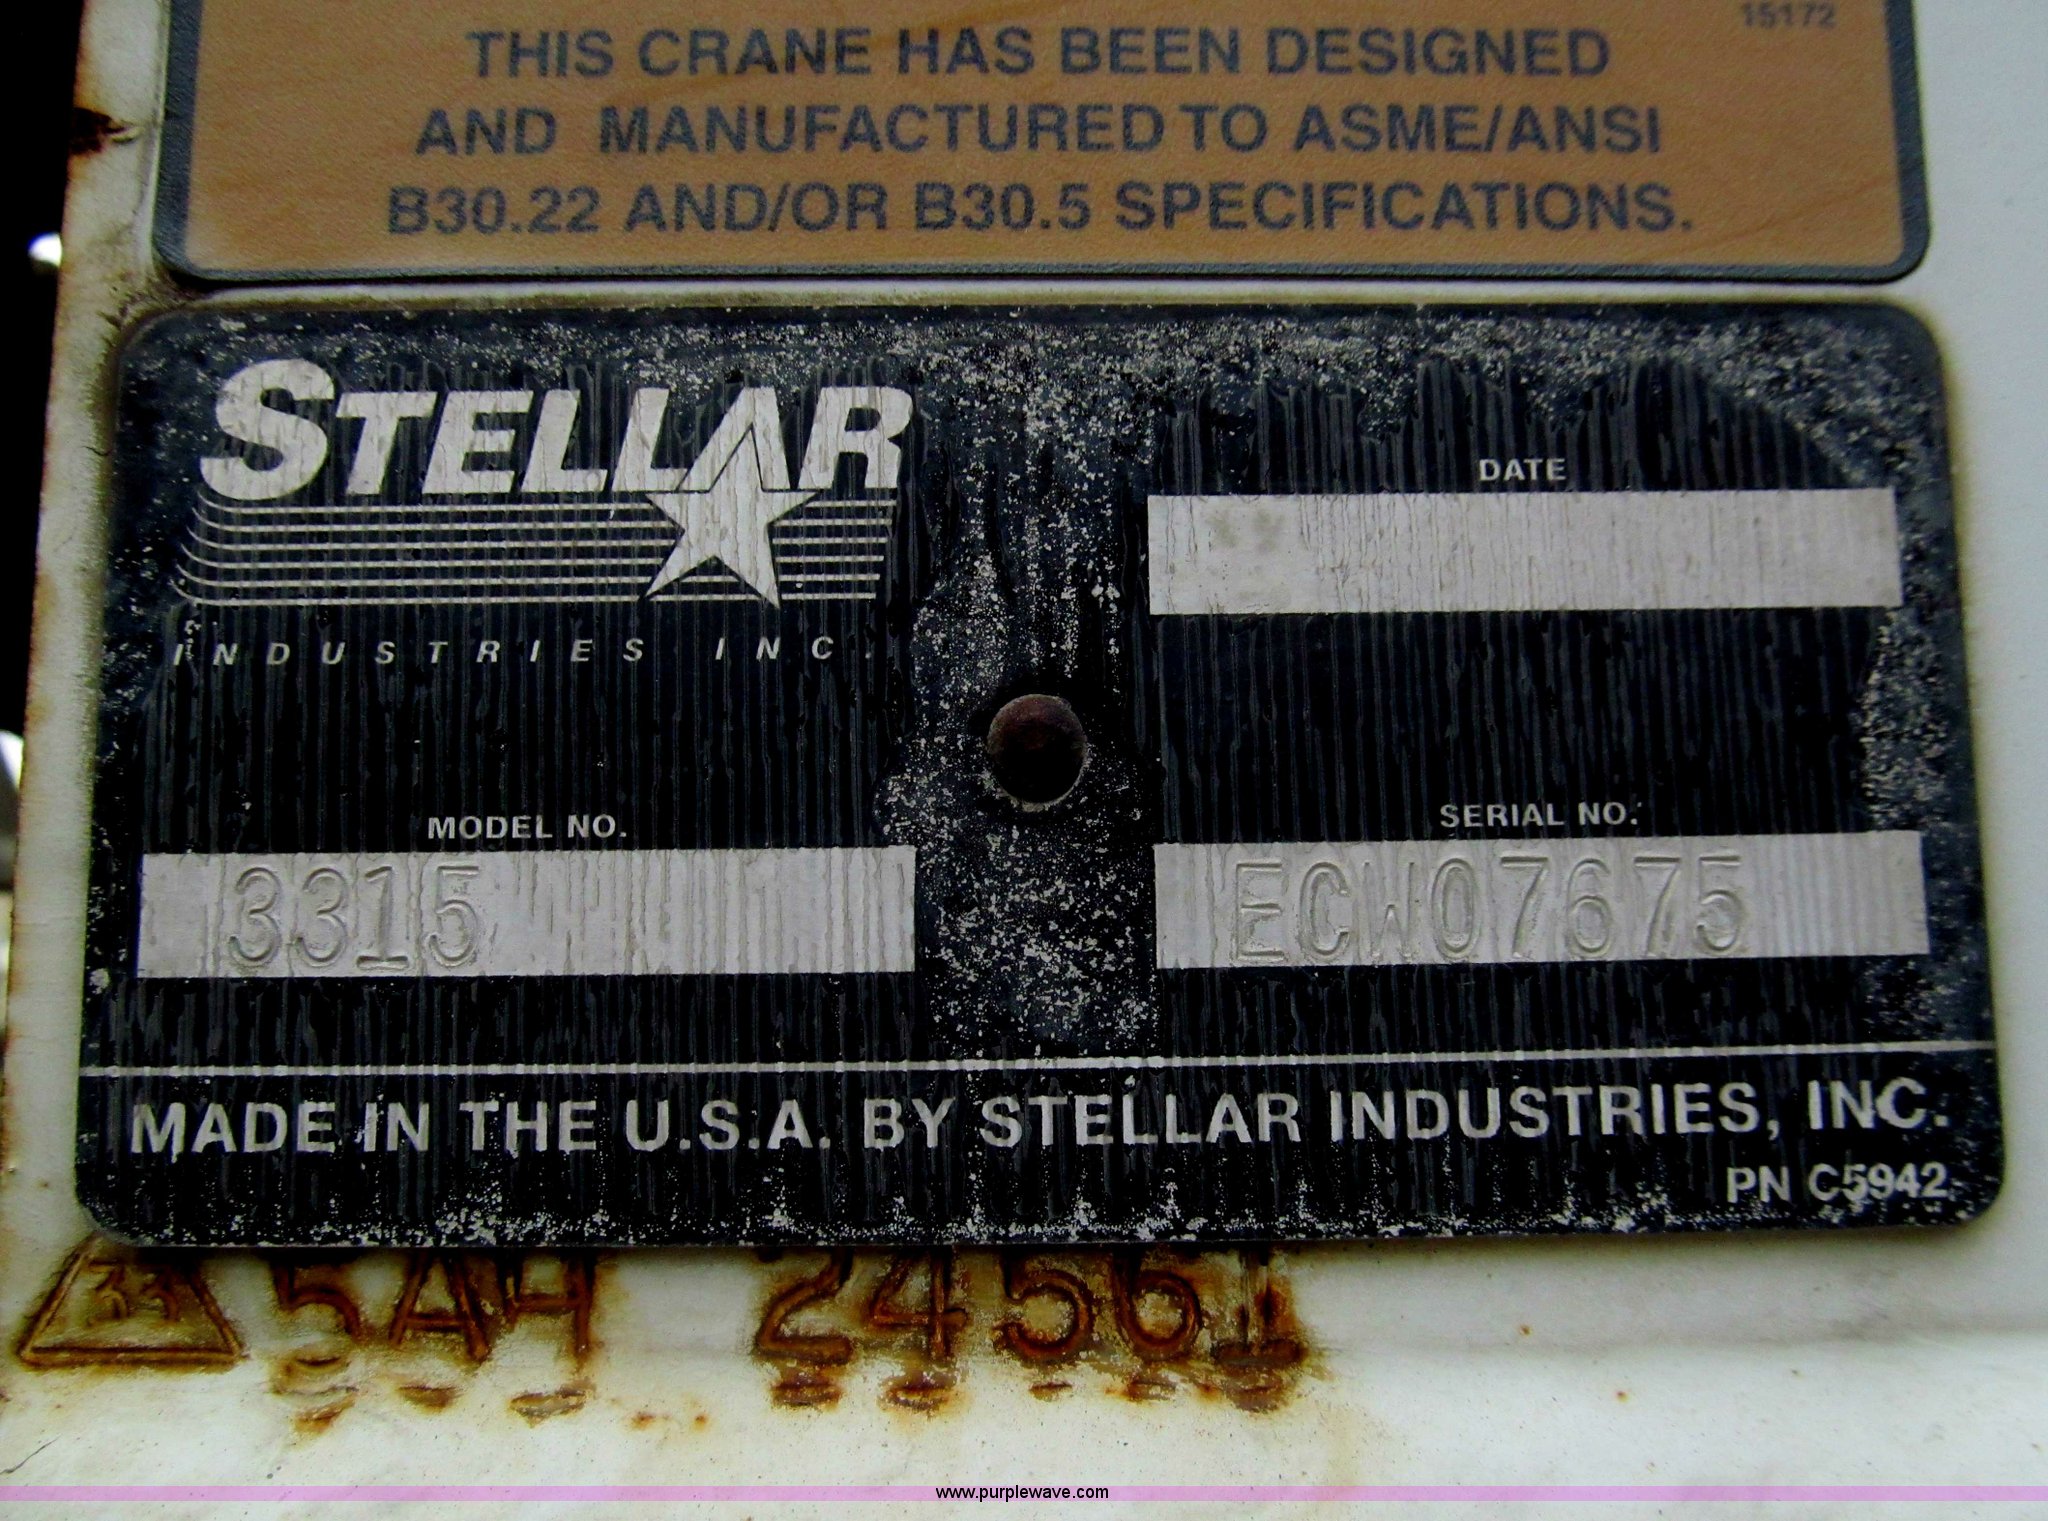 15172
THIS CRANE HAS BEEN DESIGNED
AND MANUFACTURED TO ASME/ANSI
B30.22 AND/OR B30.5 SPECIFICATIONS.
STELLAR
INDUSTRIES INC.
DATE
MODEL NO.
3315
SERIAL NO.
ECW07675
MADE IN THE U.S.A. BY STELLAR INDUSTRIES, INC.
PN C5942
33 5AH 24561
www.purplewave.com